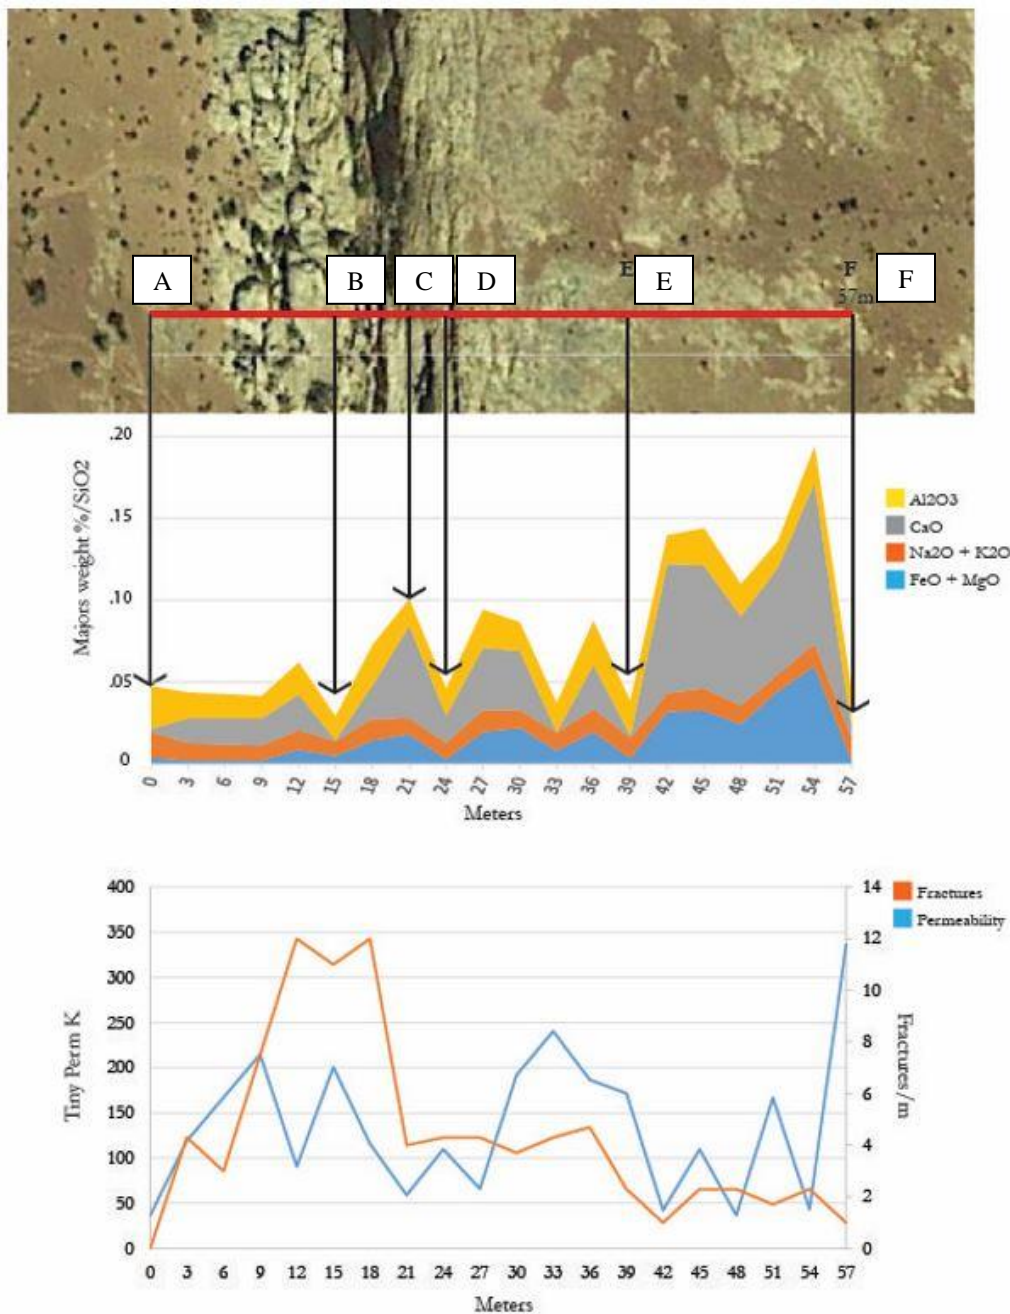 A
B
C
D
E
E
F
F
57m
.20
.15
.10
.05
0
Majors weight %/SiO2
0 3 6 9 12 15 18 21 24 27 30 33 36 39 42 45 48 51 54 57
Meters
Al2O3
CaO
Na2O + K2O
FeO + MgO
400
350
300
250
200
150
100
50
0
Tiny Perm K
14
12
10
8
6
4
2
0
Fractures/m
Fractures
Permeability
0 3 6 9 12 15 18 21 24 27 30 33 36 39 42 45 48 51 54 57
Meters